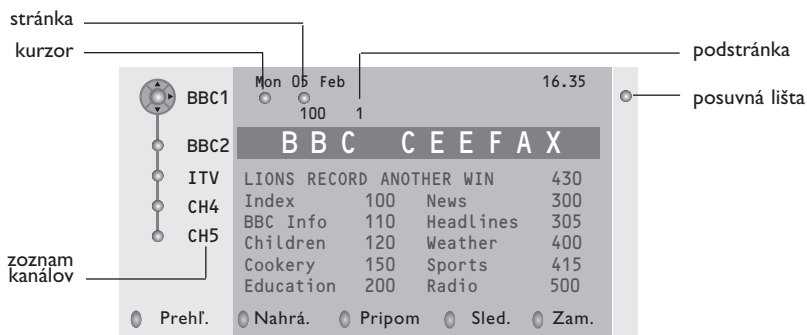 stránka
kurzor
podstránka
posuvná lišta
Mon 05 Feb 16.35
BBC1
100 1
BBC2 BBC CEEFAX
ITV LIONS RECORD ANOTHER WIN 430
CH4 Index 100 News 300
BBC Info 110 Headlines 305
CH5 Children 120 Weather 400
zoznam
kanálov
Cookery 150 Sports 415
Education 200 Radio 500
Prehľ. Nahrá. Pripom Sled. Zam.